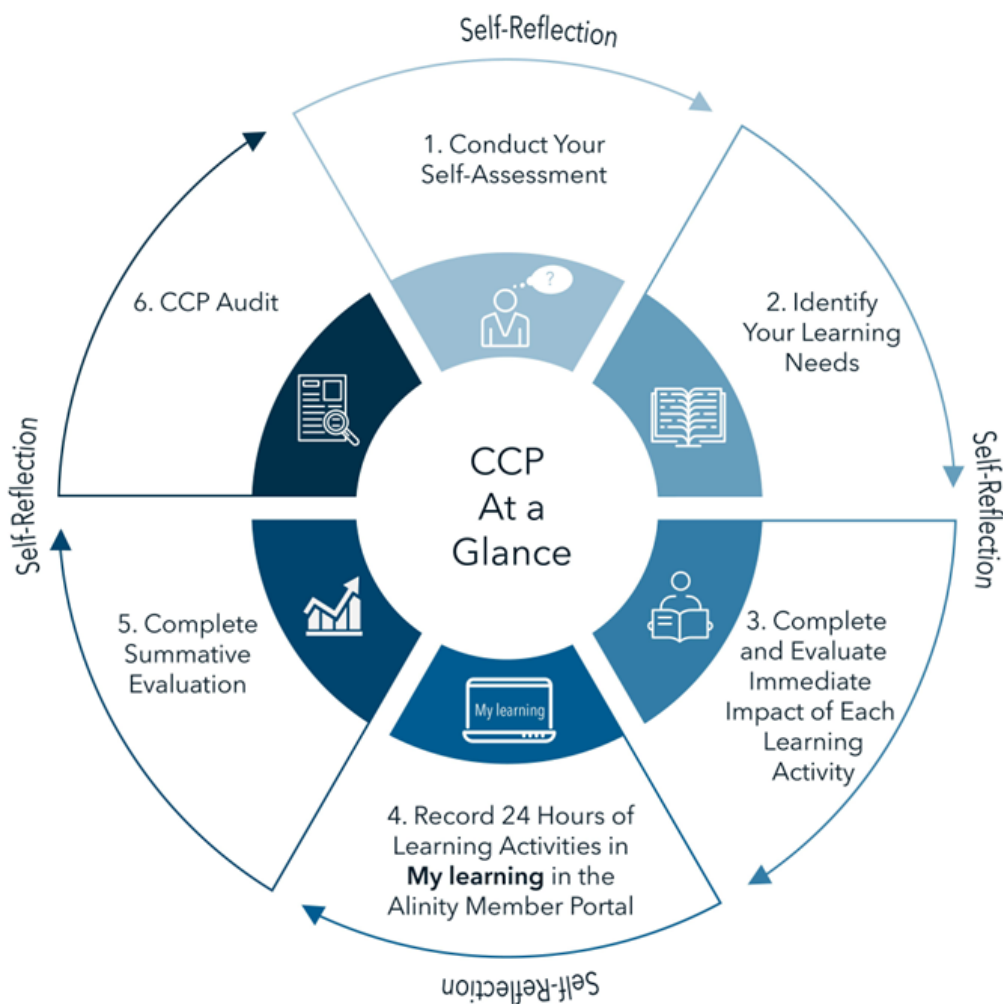 Self-Reflection
1. Conduct Your
Self-Assessment
?
2. Identify
Your Learning
Needs
Self-Reflection
3. Complete
and Evaluate
Immediate
Impact of Each
Learning
Activity
My learning
4. Record 24 Hours of
Learning Activities in
My learning in the
Alinity Member Portal
Self-Reflection
5. Complete
Summative
Evaluation
Self-Reflection
6. CCP Audit
CCP
At a
Glance